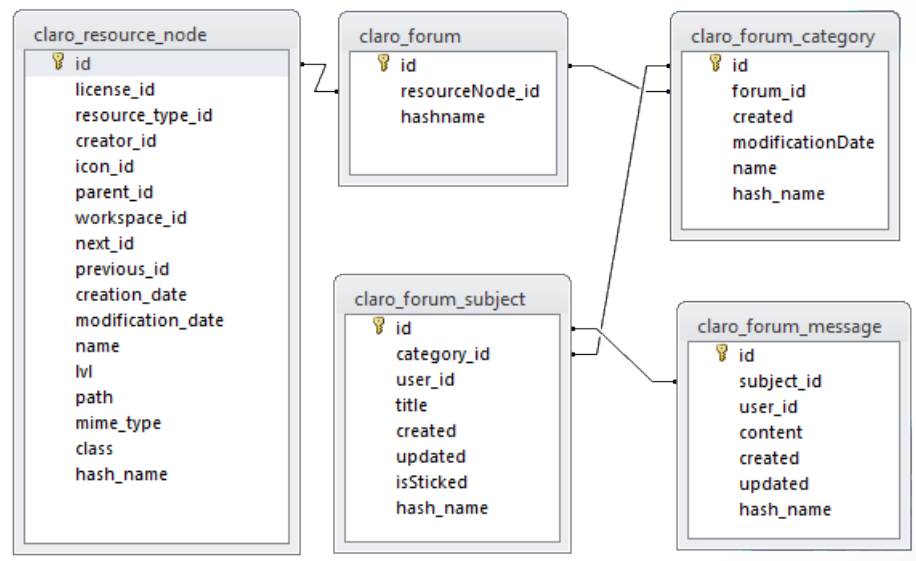 claro_resource_node
id
license_id
resource_type_id
creator_id
icon_id
parent_id
workspace_id
next_id
previous_id
creation_date
modification_date
name
lvl
path
mime_type
class
hash_name
claro_forum
id
resourceNode_id
hashname
claro_forum_category
id
forum_id
created
modificationDate
name
hash_name
claro_forum_subject
id
category_id
user_id
title
created
updated
isSticked
hash_name
claro_forum_message
id
subject_id
user_id
content
created
updated
hash_name